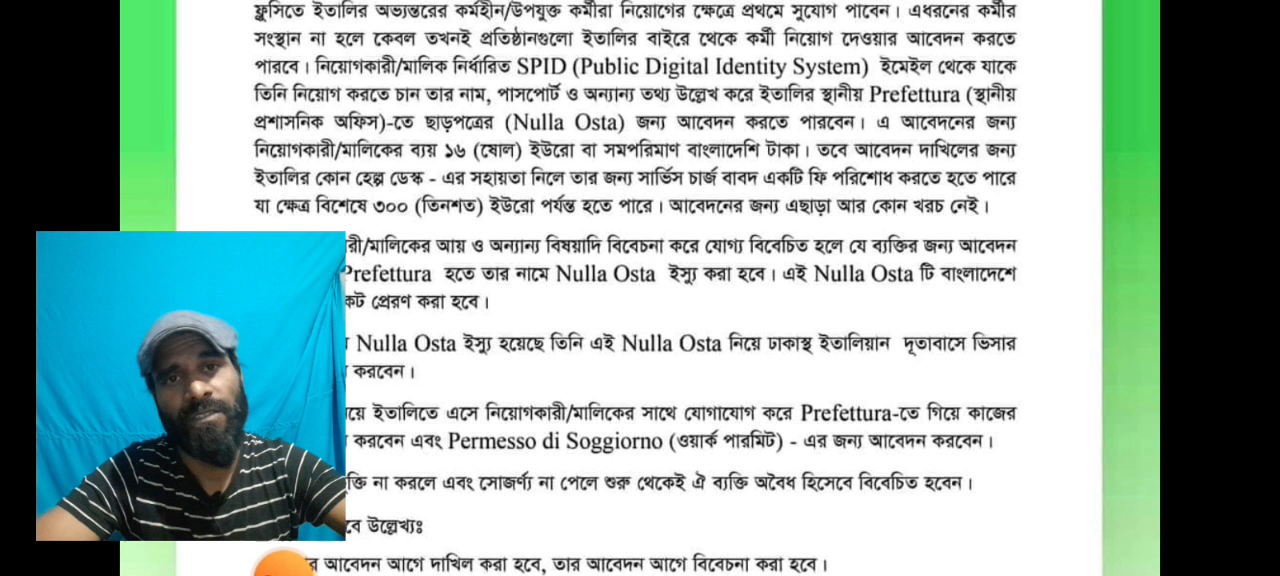 ফ্লুসিতে ইতালির অভ্যন্তরের কর্মহীন/উপযুক্ত কর্মীরা নিয়োগের ক্ষেত্রে প্রথমে সুযোগ পাবেন। এধরনের কর্মীর
সংস্থান না হলে কেবল তখনই প্রতিষ্ঠানগুলো ইতালির বাইরে থেকে কর্মী নিয়োগ দেওয়ার আবেদন করতে
পারবে। নিয়োগকারী/মালিক নির্ধারিত SPID (Public Digital Identity System) ইমেইল থেকে যাকে
তিনি নিয়োগ করতে চান তার নাম, পাসপোর্ট ও অন্যান্য তথ্য উল্লেখ করে ইতালির স্থানীয় Prefettura (স্থানীয়
প্রশাসনিক অফিস)-তে ছাড়পত্রের (Nulla Osta) জন্য আবেদন করতে পারবেন। এ আবেদনের জন্য
নিয়োগকারী/মালিকের ব্যয় ১৬ (ষোল) ইউরো বা সমপরিমাণ বাংলাদেশি টাকা। তবে আবেদন দাখিলের জন্য
ইতালির কোন হেল্প ডেস্ক - এর সহায়তা নিলে তার জন্য সার্ভিস চার্জ বাবদ একটি ফি পরিশোধ করতে হতে পারে
যা ক্ষেত্র বিশেষে ৩০০ (তিনশত) ইউরো পর্যন্ত হতে পারে। আবেদনের জন্য এছাড়া আর কোন খরচ নেই।
রী/মালিকের আয় ও অন্যান্য বিষয়াদি বিবেচনা করে যোগ্য বিবেচিত হলে যে ব্যক্তির জন্য আবেদন
Prefettura হতে তার নামে Nulla Osta ইস্যু করা হবে। এই Nulla Osta টি বাংলাদেশে
কট প্রেরণ করা হবে।
Nulla Osta ইস্যু হয়েছে তিনি এই Nulla Osta নিয়ে ঢাকাস্থ ইতালিয়ান দূতাবাসে ভিসার
করবেন।
য়ে ইতালিতে এসে নিয়োগকারী/মালিকের সাথে যোগাযোগ করে Prefettura-তে গিয়ে কাজের
করবেন এবং Permesso di Soggiorno (ওয়ার্ক পারমিট) - এর জন্য আবেদন করবেন।
ক্তি না করলে এবং সোজর্ণ্য না পেলে শুরু থেকেই ঐ ব্যক্তি অবৈধ হিসেবে বিবেচিত হবেন।
বে উল্লেখ্যঃ
র আবেদন আগে দাখিল করা হবে, তার আবেদন আগে বিবেচনা করা হবে।